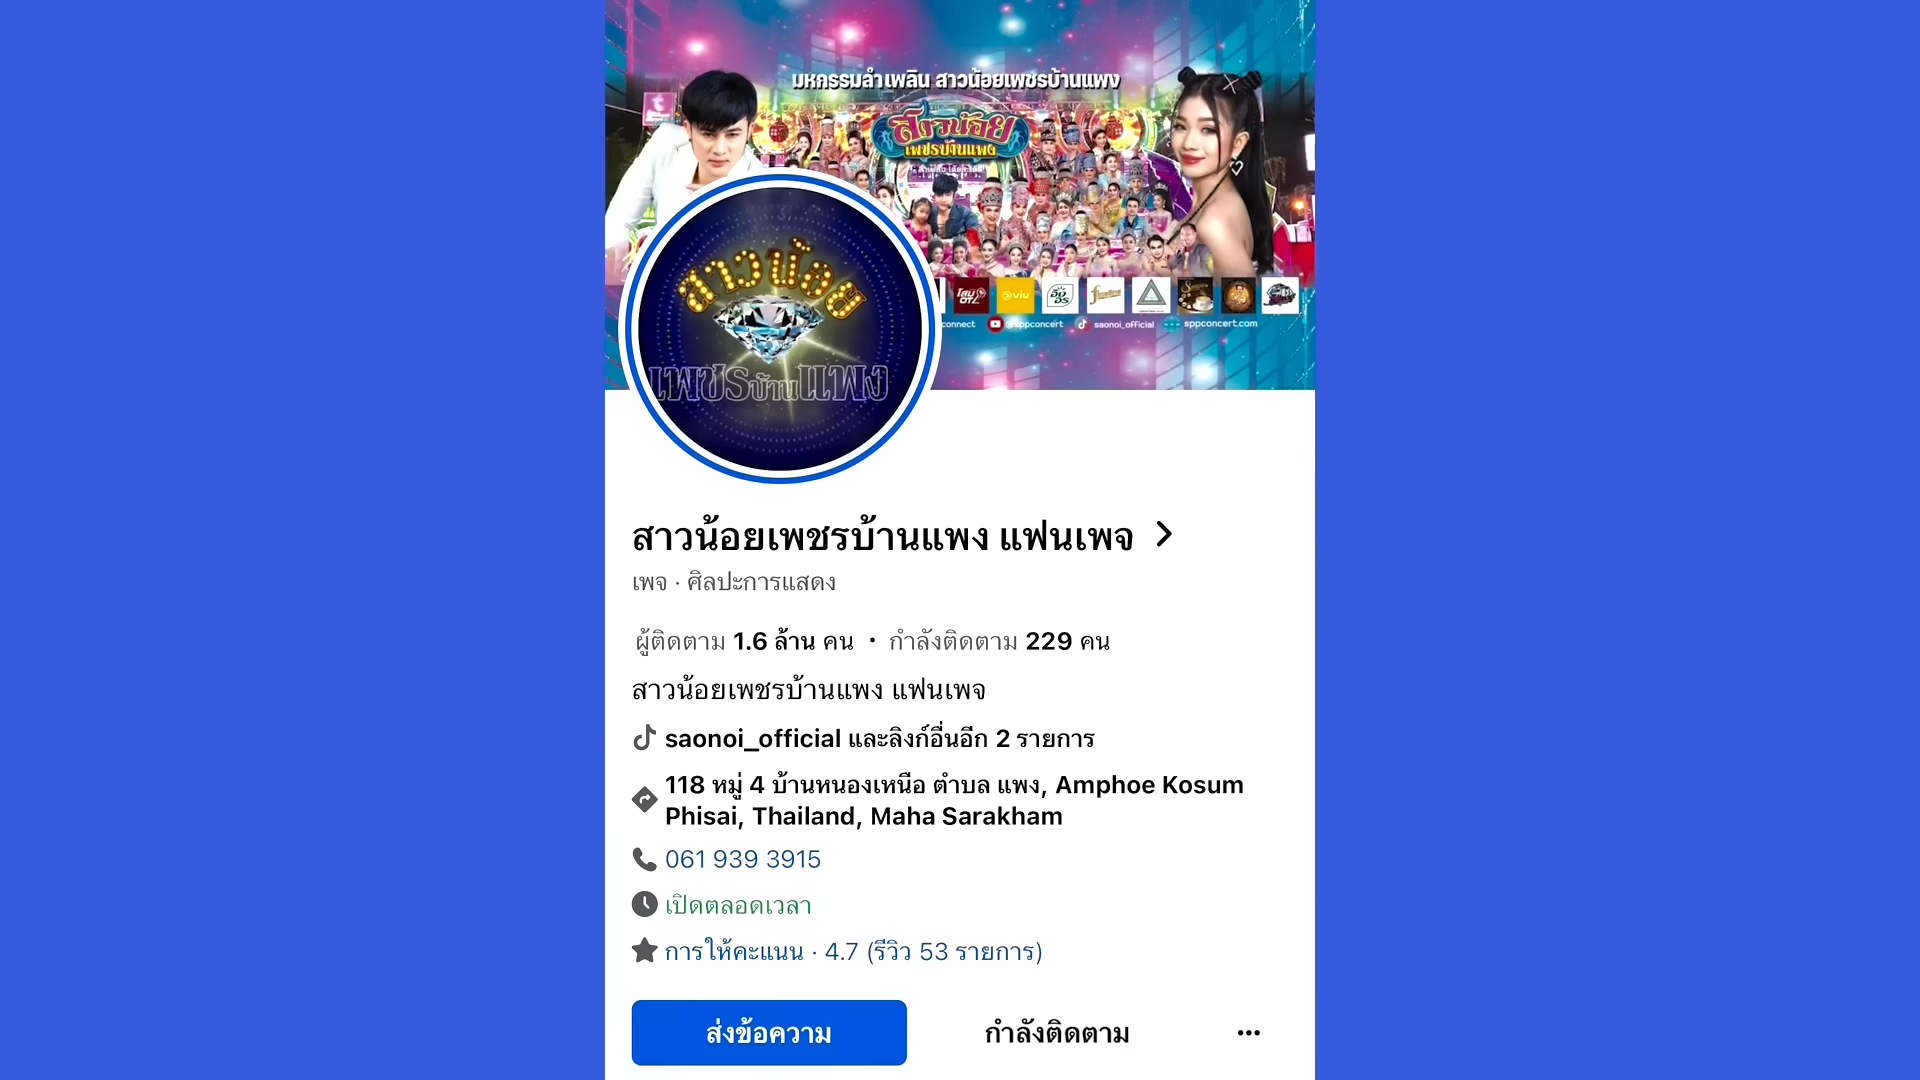 มหกรรมลำเพลิน สาวน้อยเพชรบ้านแพง
สาวน้อย
เพชรบ้านแพง
viu
connect
sppconcert
saonoi_official
sppconcert.com
สาวน้อย
เพชรบ้านแพง
สาวน้อยเพชรบ้านแพง แฟนเพจ
เพจ · ศิลปะการแสดง
ผู้ติดตาม 1.6 ล้าน คน • กำลังติดตาม 229 คน
สาวน้อยเพชรบ้านแพง แฟนเพจ
saonoi_official และลิงก์อื่นอีก 2 รายการ
118 หมู่ 4 บ้านหนองเหนือ ตำบล แพง, Amphoe Kosum
Phisai, Thailand, Maha Sarakham
061 939 3915
เปิดตลอดเวลา
การให้คะแนน · 4.7 (รีวิว 53 รายการ)
ส่งข้อความ
กำลังติดตาม